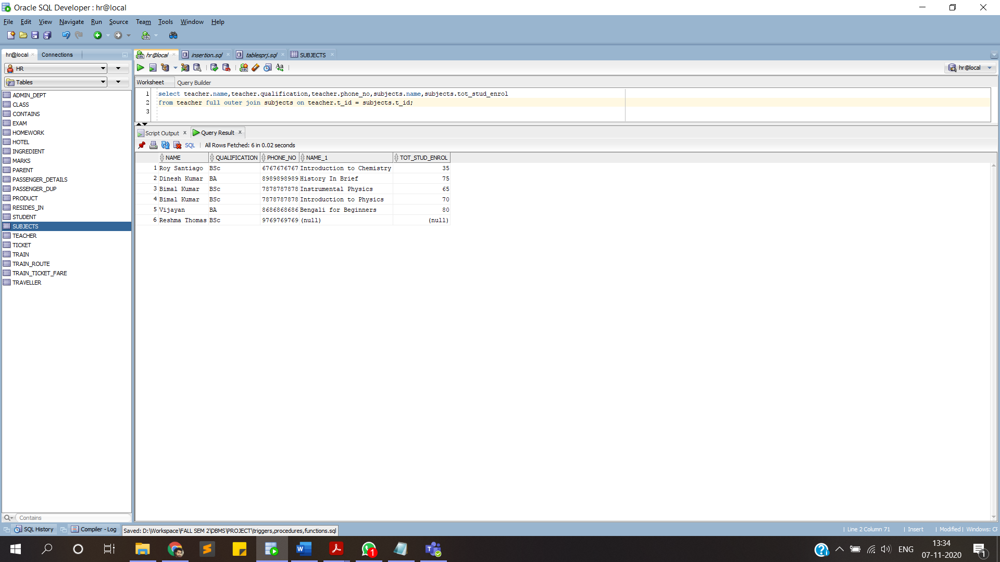 Oracle SQL Developer : hr@local
File Edit View Navigate Run Source Team Tools Window Help
hr@local Connections
HR
Tables
ADMIN_DEPT
CLASS
CONTAINS
EXAM
HOMEWORK
HOTEL
INGREDIENT
MARKS
PARENT
PASSENGER_DETAILS
PASSENGER_DUP
PRODUCT
RESIDES_IN
STUDENT
SUBJECTS
TEACHER
TICKET
TRAIN
TRAIN_ROUTE
TRAIN_TICKET_FARE
TRAVELLER
Contains
hr@local insertion.sql tablesprj.sql SUBJECTS
Aa
hr@local
Worksheet Query Builder
1 select teacher.name,teacher.qualification,teacher.phone_no,subjects.name,subjects.tot_stud_enrol
2 from teacher full outer join subjects on teacher.t_id = subjects.t_id;
3
Script Output x Query Result x
SQL | All Rows Fetched: 6 in 0.02 seconds
NAME QUALIFICATION PHONE_NO NAME_1 TOT_STUD_ENROL
1 Roy Santiago BSc 6767676767 Introduction to Chemistry 35
2 Dinesh Kumar BA 8989898989 History In Brief 75
3 Bimal Kumar BSc 7878787878 Instrumental Physics 65
4 Bimal Kumar BSc 7878787878 Introduction to Physics 70
5 Vijayan BA 8686868686 Bengali for Beginners 80
6 Reshma Thomas BSc 9769769769 (null) (null)
SQL History Compiler - Log Saved: D:\Workspace\FALL SEM 2\DBMS\PROJECT\triggers,procedures,functions.sql
| Line 2 Column 71 | Insert | Modified | Windows: CF
1
ENG
13:34
07-11-2020
1